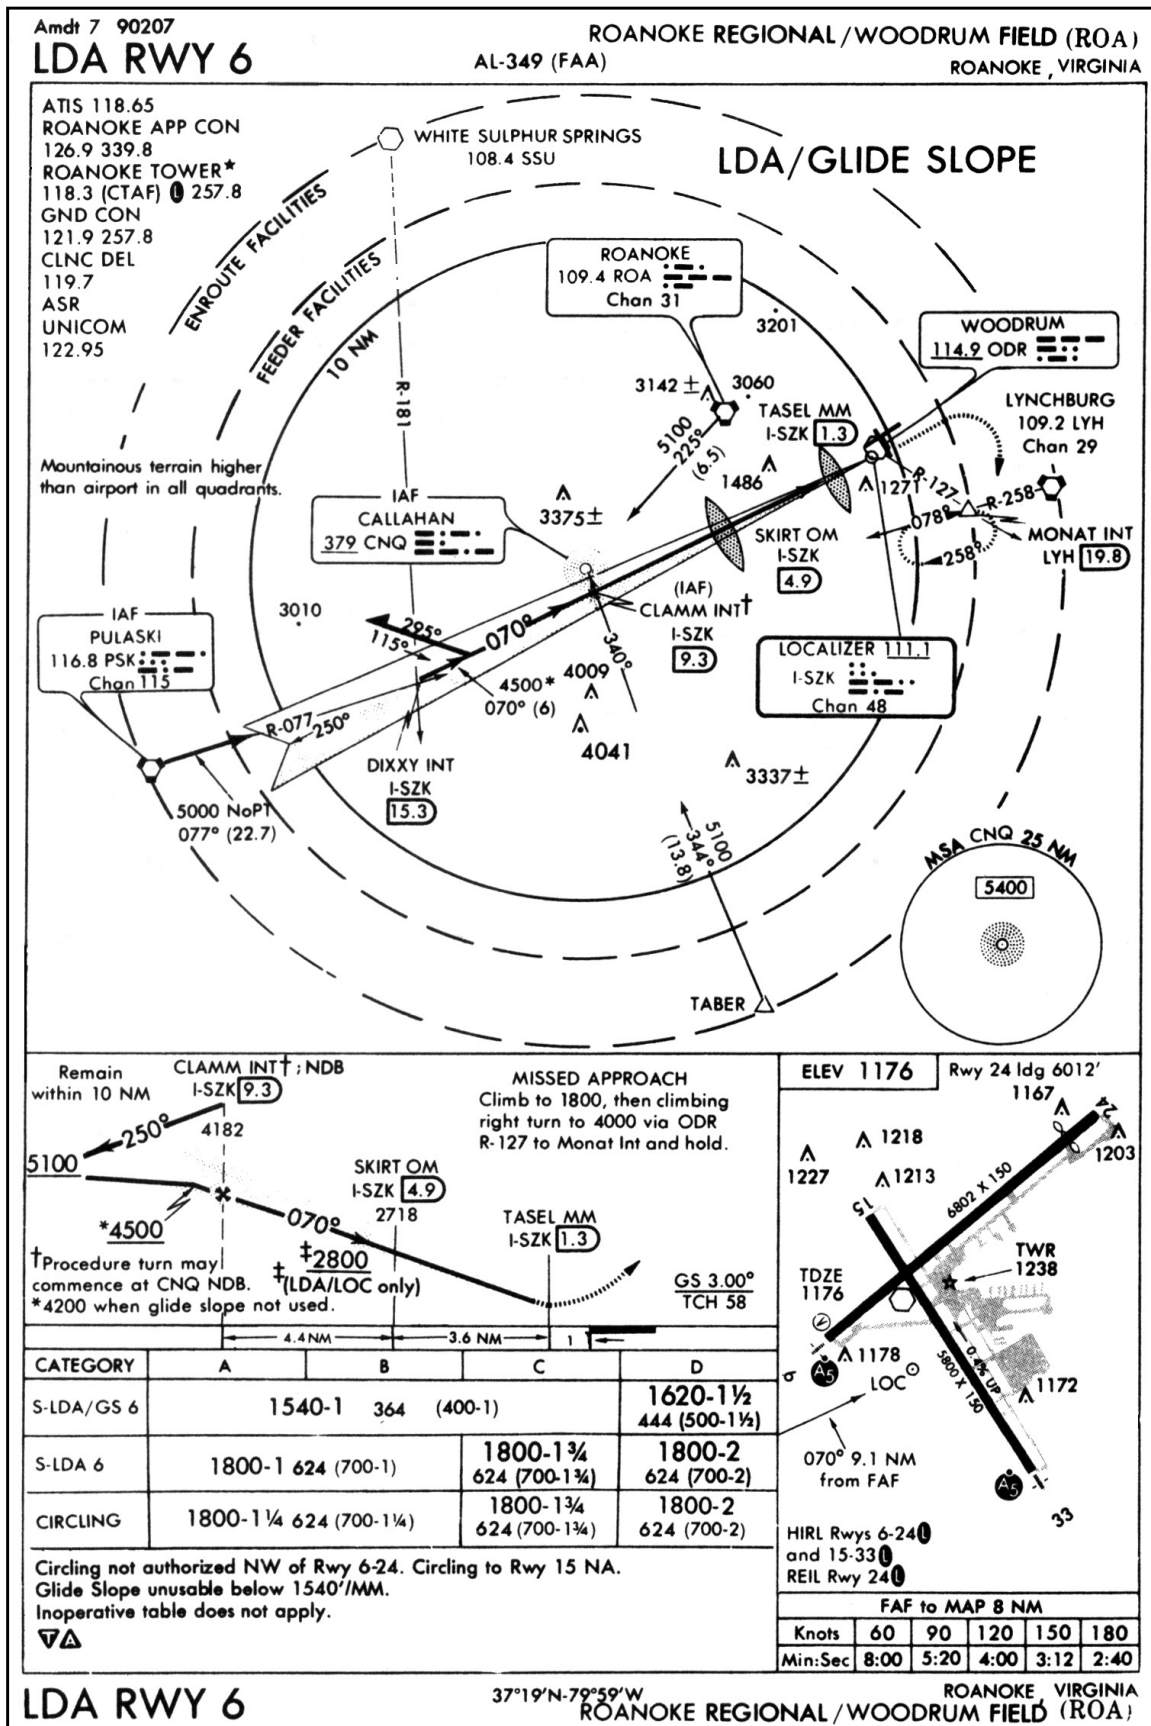 Amdt 7 90207
LDA RWY 6
AL-349 (FAA)
ROANOKE REGIONAL/WOODRUM FIELD (ROA)
ROANOKE, VIRGINIA
ATIS 118.65
ROANOKE APP CON
126.9 339.8
ROANOKE TOWER*
118.3 (CTAF) L 257.8
GND CON
121.9 257.8
CLNC DEL
119.7
ASR
UNICOM
122.95
WHITE SULPHUR SPRINGS
108.4 SSU
LDA/GLIDE SLOPE
ENROUTE FACILITIES
FEEDER FACILITIES
10 NM
R-181
ROANOKE
109.4 ROA
Chan 31
3201
WOODRUM
114.9 ODR
3142 ±
3060
5100
225°
(6.5)
TASEL MM
I-SZK 1.3
LYNCHBURG
109.2 LYH
Chan 29
Mountainous terrain higher
than airport in all quadrants.
1486
1271
R-127
R-258
078°
258°
MONAT INT
LYH 19.8
IAF
CALLAHAN
379 CNQ
3375±
SKIRT OM
I-SZK
4.9
(IAF)
CLAMM INT†
I-SZK
9.3
3010
295°
115°
070°
340°
IAF
PULASKI
116.8 PSK
Chan 115
LOCALIZER 111.1
I-SZK
Chan 48
4500*
070° (6)
4009
4041
R-077
250°
DIXXY INT
I-SZK
15.3
3337±
5000 NoPT
077° (22.7)
5100
344°
(13.8)
TABER
MSA CNQ 25 NM
5400
Remain
within 10 NM
CLAMM INT†; NDB
I-SZK 9.3
250°
4182
5100
*4500
†Procedure turn may
commence at CNQ NDB.
*4200 when glide slope not used.
070°
SKIRT OM
I-SZK 4.9
2718
‡2800
‡(LDA/LOC only)
MISSED APPROACH
Climb to 1800, then climbing
right turn to 4000 via ODR
R-127 to Monat Int and hold.
TASEL MM
I-SZK 1.3
GS 3.00°
TCH 58
4.4 NM 3.6 NM 1
CATEGORY A B C D
S-LDA/GS 6 1540-1 364 (400-1) 1620-1½
444 (500-1½)
S-LDA 6 1800-1 624 (700-1) 1800-1¾ 1800-2
624 (700-1¾) 624 (700-2)
CIRCLING 1800-1¼ 624 (700-1¼) 1800-1¾ 1800-2
624 (700-1¾) 624 (700-2)
Circling not authorized NW of Rwy 6-24. Circling to Rwy 15 NA.
Glide Slope unusable below 1540'/MM.
Inoperative table does not apply.
T A
ELEV 1176
Rwy 24 ldg 6012'
1167
24
1218
1227
1213
1203
15
6802 X 150
TWR
1238
TDZE
1176
V
1178
A5
6
LOC
0.4% UP
5800 X 150
1172
070° 9.1 NM
from FAF
A5
33
HIRL Rwys 6-24 L
and 15-33 L
REIL Rwy 24 L
FAF to MAP 8 NM
Knots 60 90 120 150 180
Min:Sec 8:00 5:20 4:00 3:12 2:40
LDA RWY 6
37°19'N-79°59'W
ROANOKE, VIRGINIA
ROANOKE REGIONAL/WOODRUM FIELD (ROA)